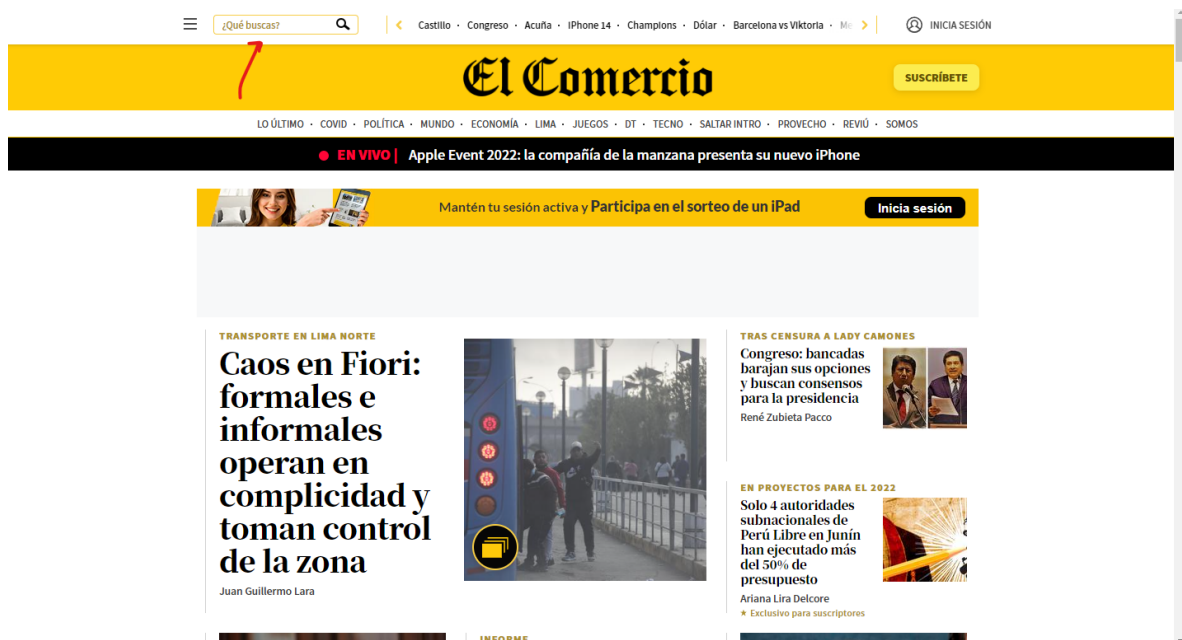 ¿Qué buscas?
Castillo · Congreso · Acuña · IPhone 14 · Champions · Dólar · Barcelona vs Viktoria ·
INICIA SESIÓN
El Comercio
SUSCRÍBETE
LO ÚLTIMO · COVID · POLÍTICA · MUNDO · ECONOMÍA · LIMA · JUEGOS · DT · TECNO · SALTAR INTRO · PROVECHO · REVIÚ · SOMOS
EN VIVO | Apple Event 2022: la compañía de la manzana presenta su nuevo iPhone
Mantén tu sesión activa y Participa en el sorteo de un iPad
Inicia sesión
TRANSPORTE EN LIMA NORTE
Caos en Fiori:
formales e
informales
operan en
complicidad y
toman control
de la zona
Juan Guillermo Lara
TRAS CENSURA A LADY CAMONES
Congreso: bancadas
barajan sus opciones
y buscan consensos
para la presidencia
René Zubieta Pacco
EN PROYECTOS PARA EL 2022
Solo 4 autoridades
subnacionales de
Perú Libre en Junín
han ejecutado más
del 50% de
presupuesto
Ariana Lira Delcore
★ Exclusivo para suscriptores
INFORME